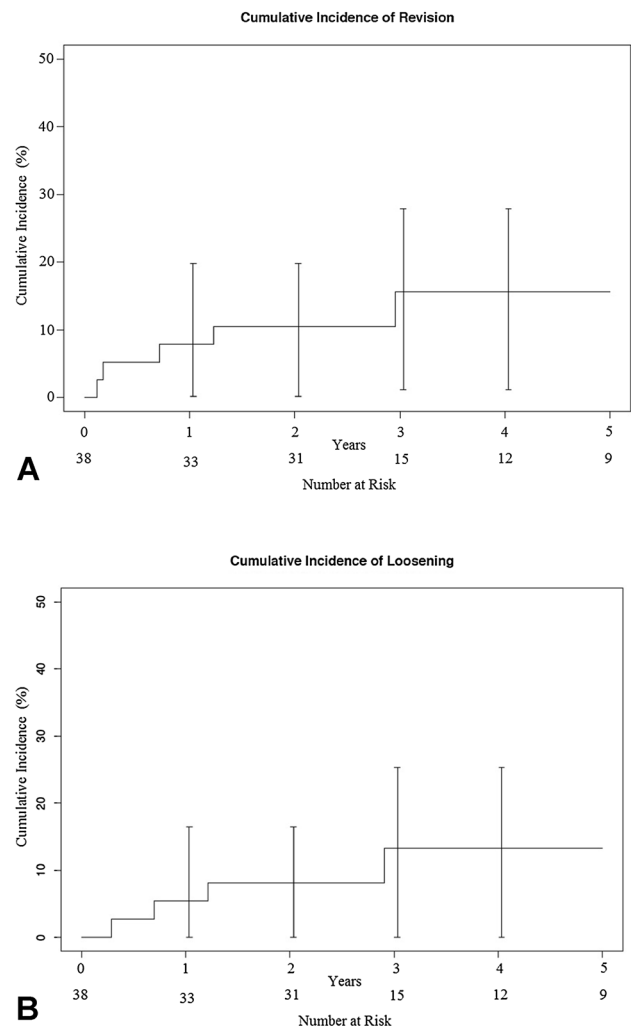 Cumulative Incidence of Revision
50
40
30
20
10
0
Cumulative Incidence (%)
0 1 2 3 4 5
Years
38 33 31 15 12 9
A
Number at Risk
Cumulative Incidence of Loosening
50
40
30
20
10
0
Cumulative Incidence (%)
0 1 2 3 4 5
Years
38 33 31 15 12 9
B
Number at Risk